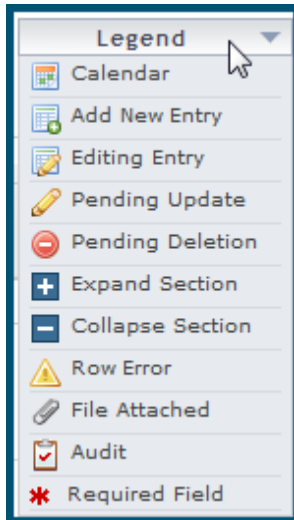 Legend
Calendar
Add New Entry
Editing Entry
Pending Update
Pending Deletion
Expand Section
Collapse Section
Row Error
File Attached
Audit
Required Field